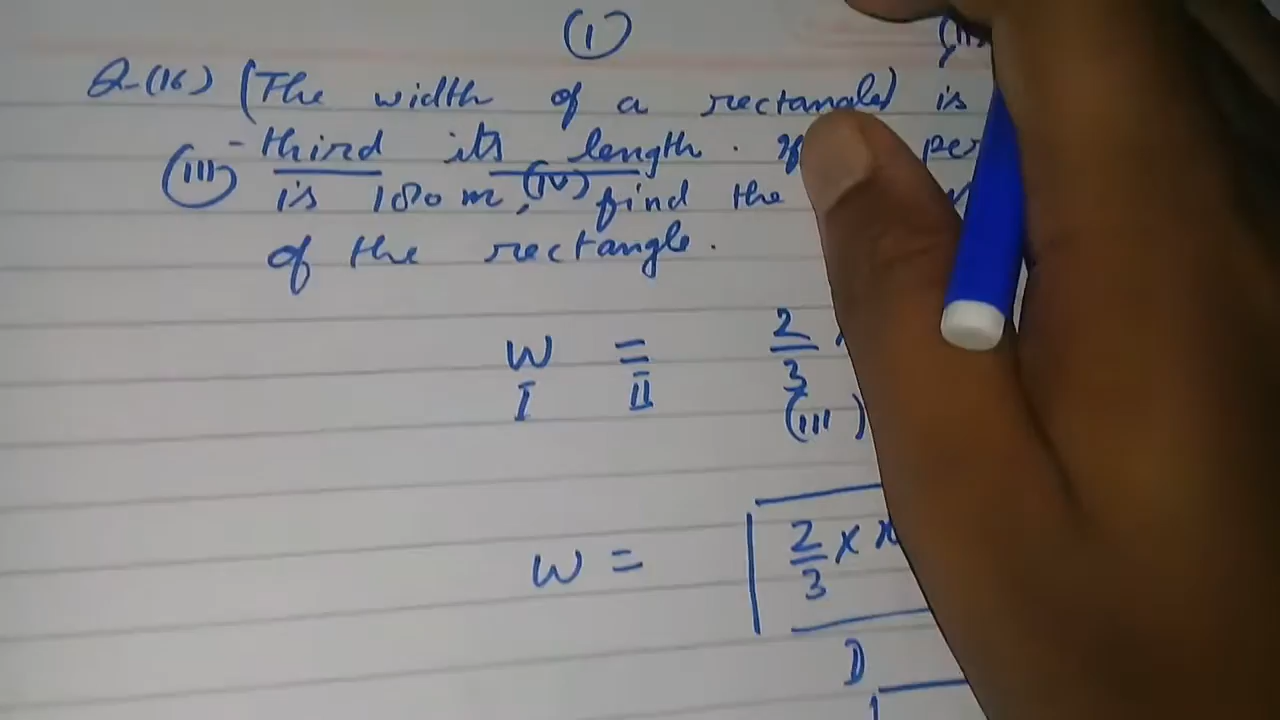 (I)
Q-(16) (The width of a rectangle) is
(III) -third its length. If per
is 180 m, (IV) find the
of the rectangle.
W = 2/3
I II (III)
W = 2/3 × x
D